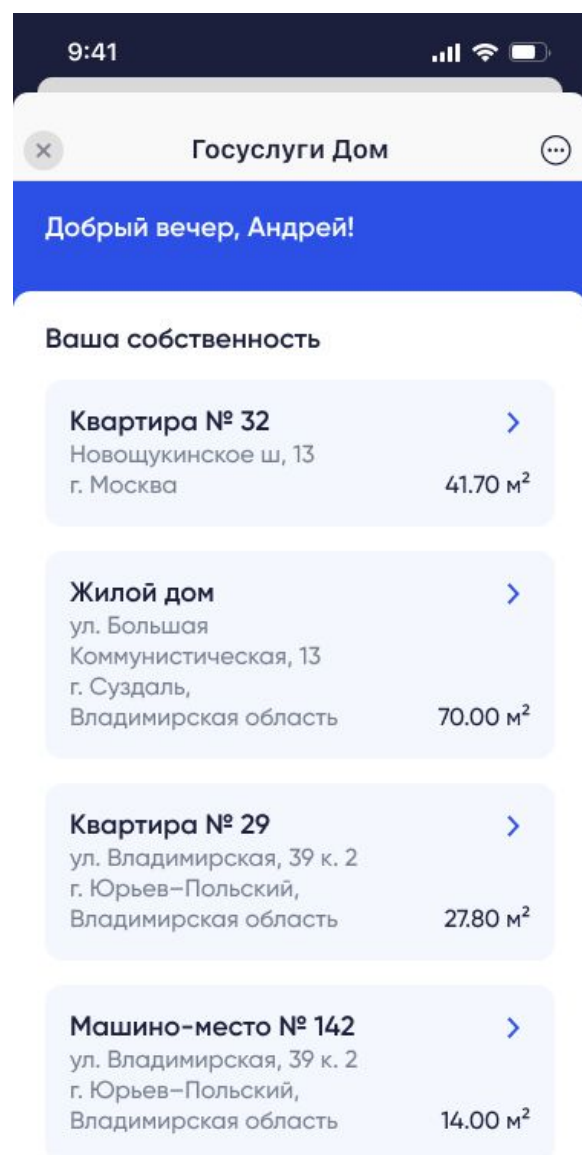 9:41
Госуслуги Дом
Добрый вечер, Андрей!
Ваша собственность
Квартира № 32
Новощукинское ш, 13
г. Москва
41.70 м²
Жилой дом
ул. Большая
Коммунистическая, 13
г. Суздаль,
Владимирская область
70.00 м²
Квартира № 29
ул. Владимирская, 39 к. 2
г. Юрьев–Польский,
Владимирская область
27.80 м²
Машино-место № 142
ул. Владимирская, 39 к. 2
г. Юрьев–Польский,
Владимирская область
14.00 м²